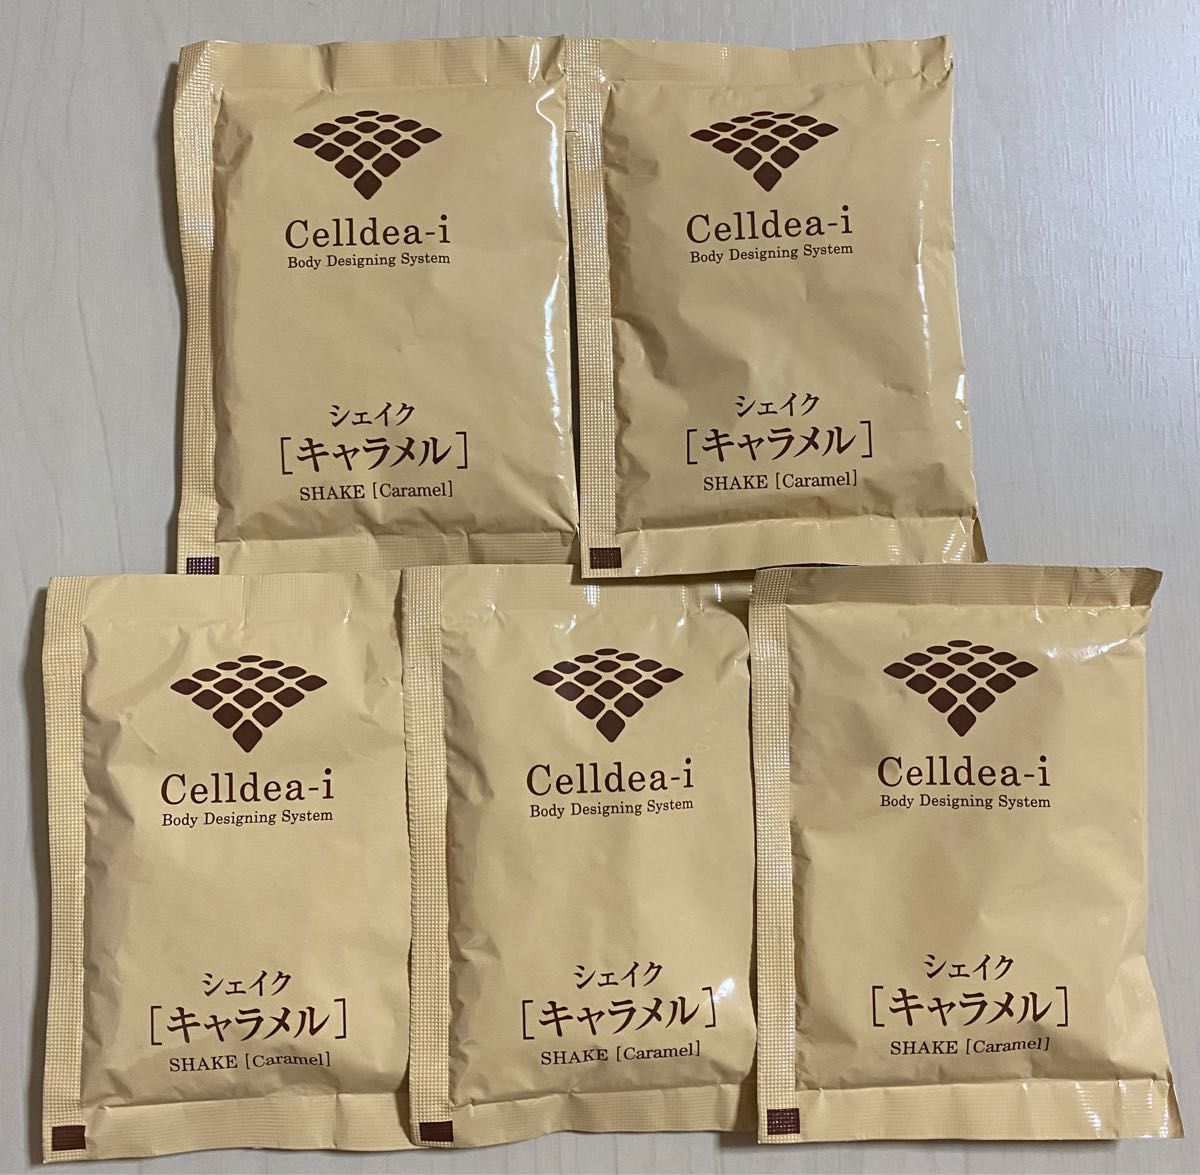 Celldea-i
Body Designing System
シェイク
[キャラメル]
SHAKE [Caramel]
Celldea-i
Body Designing System
シェイク
[キャラメル]
SHAKE [Caramel]
Celldea-i
Body Designing System
シェイク
[キャラメル]
SHAKE [Caramel]
Celldea-i
Body Designing System
シェイク
[キャラメル]
SHAKE [Caramel]
Celldea-i
Body Designing System
シェイク
[キャラメル]
SHAKE [Caramel]